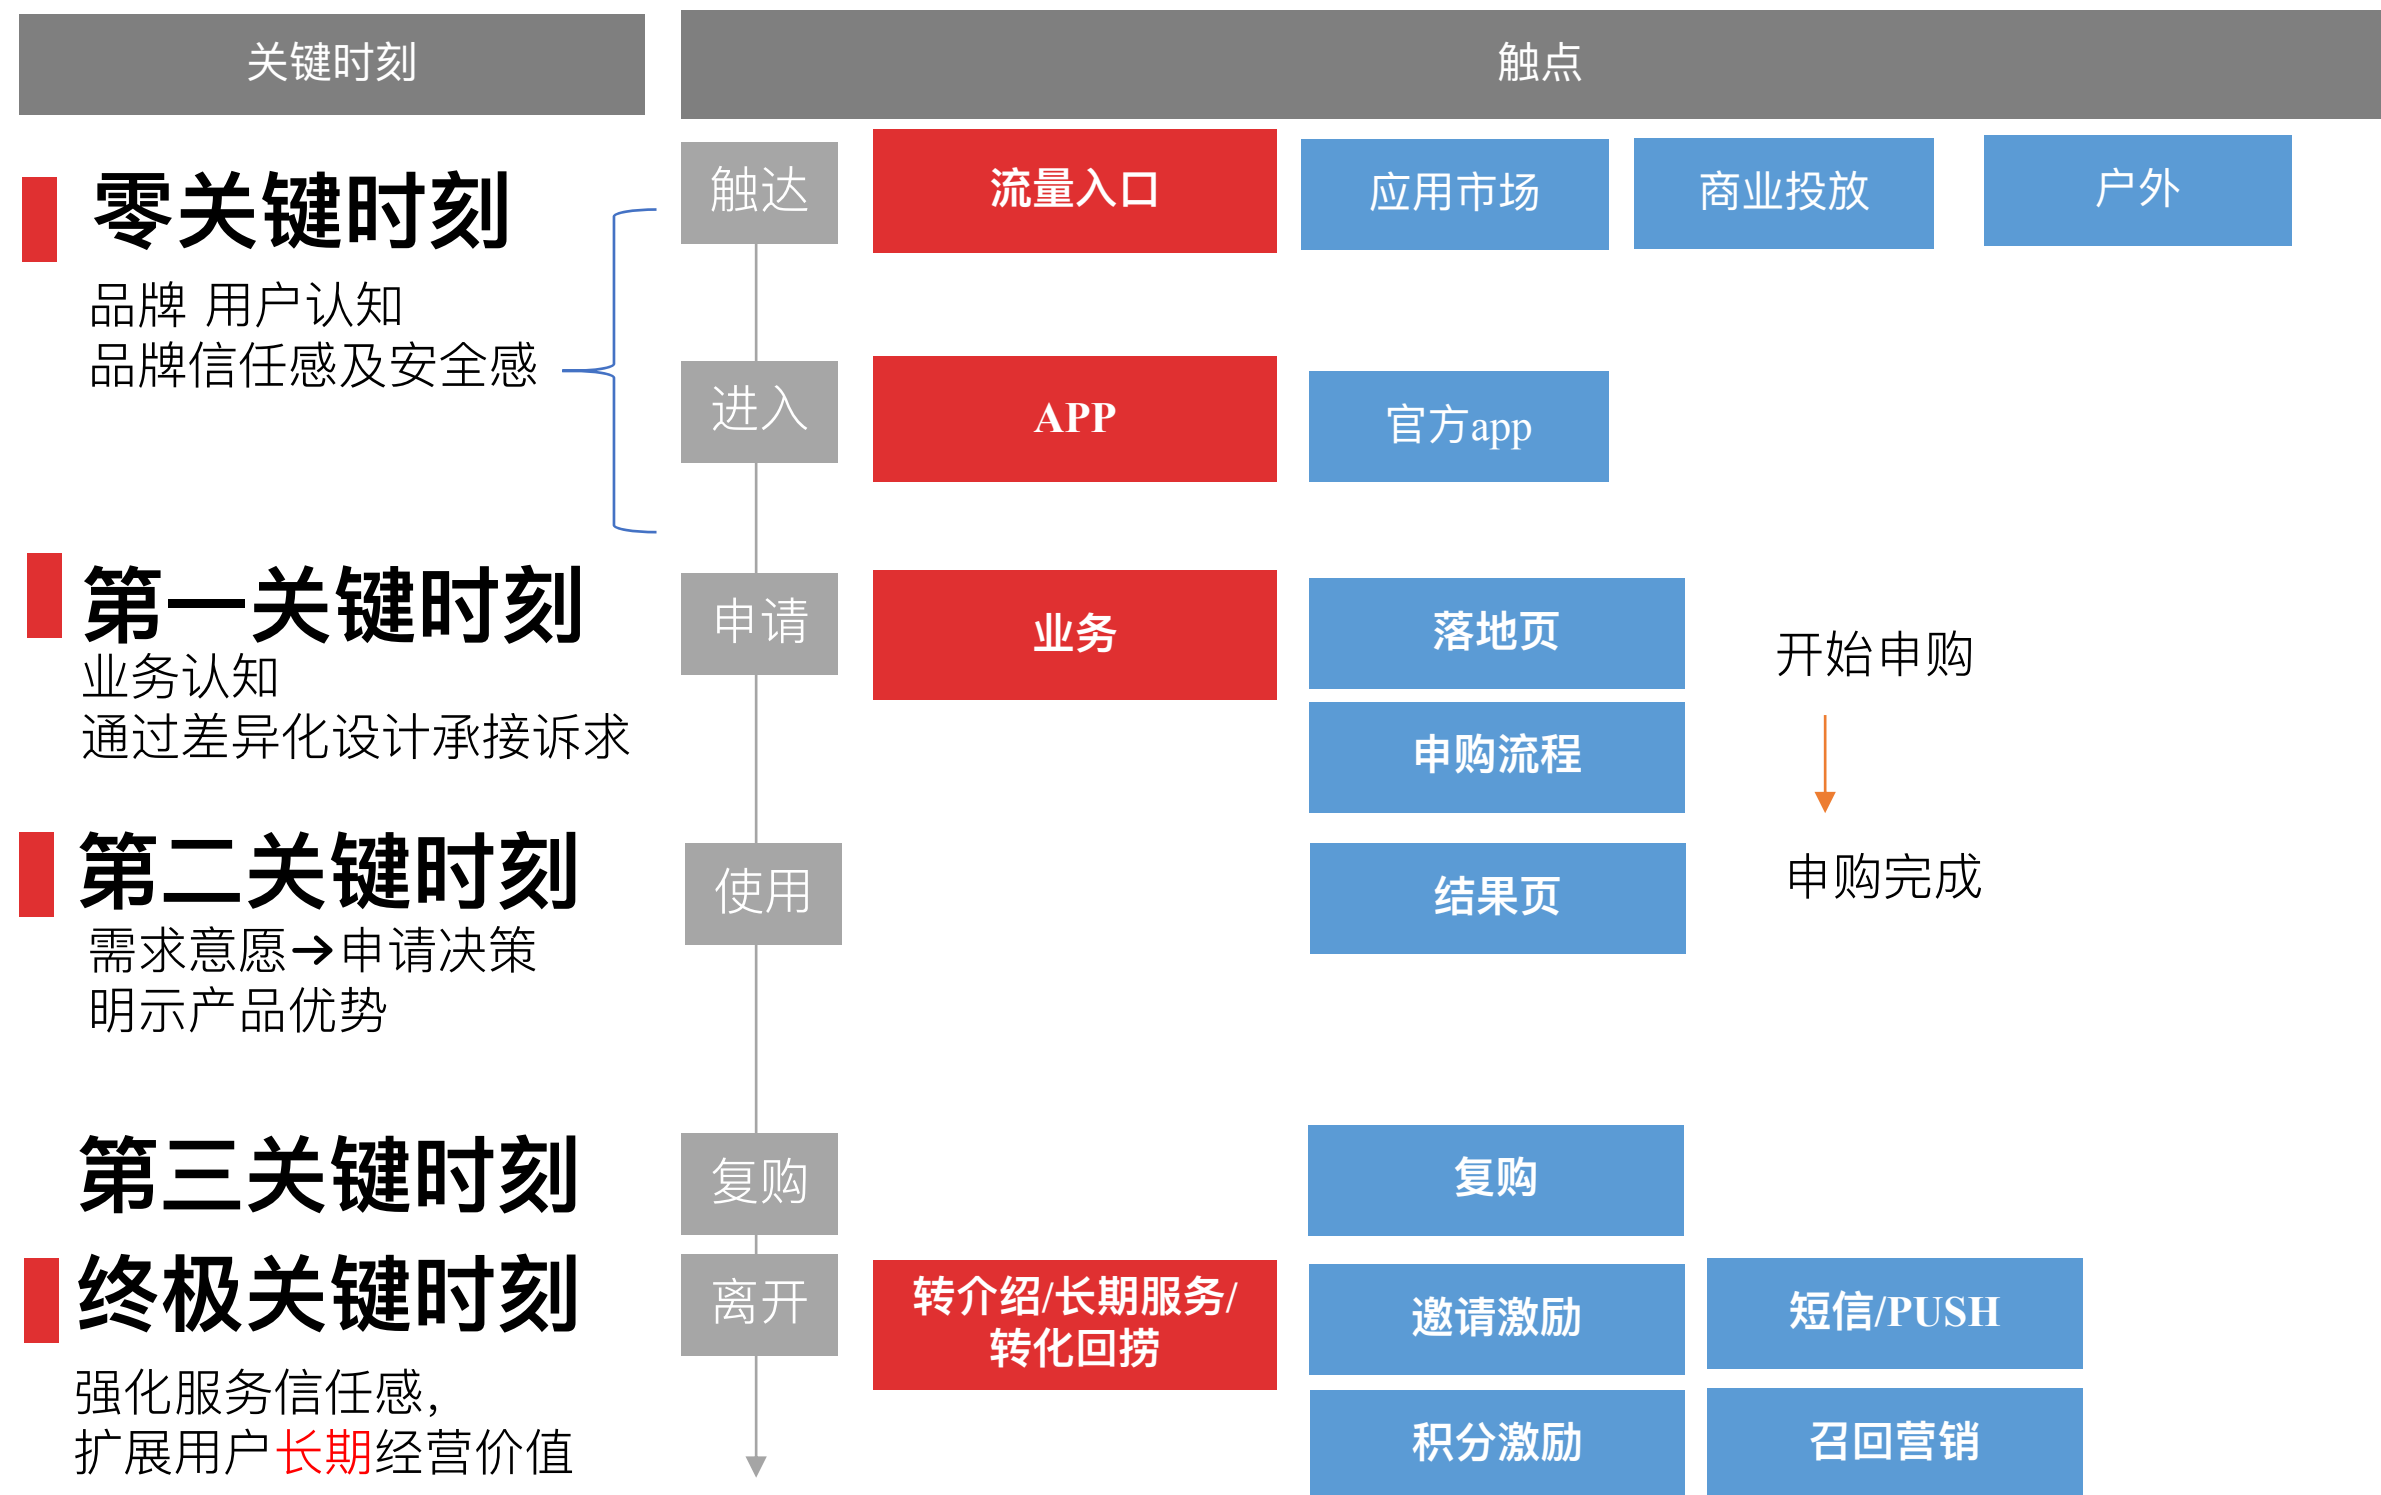 关键时刻
触点
零关键时刻
品牌 用户认知
品牌信任感及安全感
触达
流量入口
应用市场
商业投放
户外
进入
APP
官方app
第一关键时刻
业务认知
通过差异化设计承接诉求
申请
业务
落地页
申购流程
开始申购
第二关键时刻
需求意愿→申请决策
明示产品优势
使用
结果页
申购完成
第三关键时刻
复购
复购
终极关键时刻
强化服务信任感，
扩展用户长期经营价值
离开
转介绍/长期服务/
转化回捞
邀请激励
短信/PUSH
积分激励
召回营销